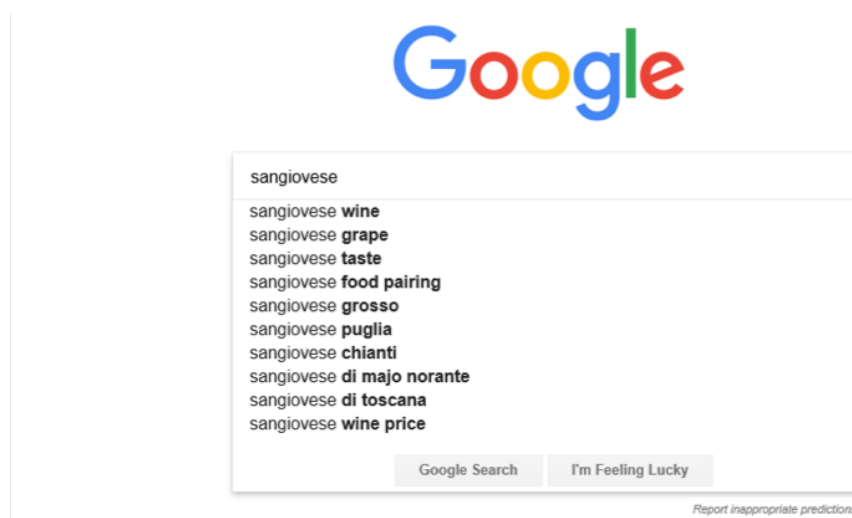 Google
sangiovese
sangiovese wine
sangiovese grape
sangiovese taste
sangiovese food pairing
sangiovese grosso
sangiovese puglia
sangiovese chianti
sangiovese di majo norante
sangiovese di toscana
sangiovese wine price
Google Search I'm Feeling Lucky
Report inappropriate predictions